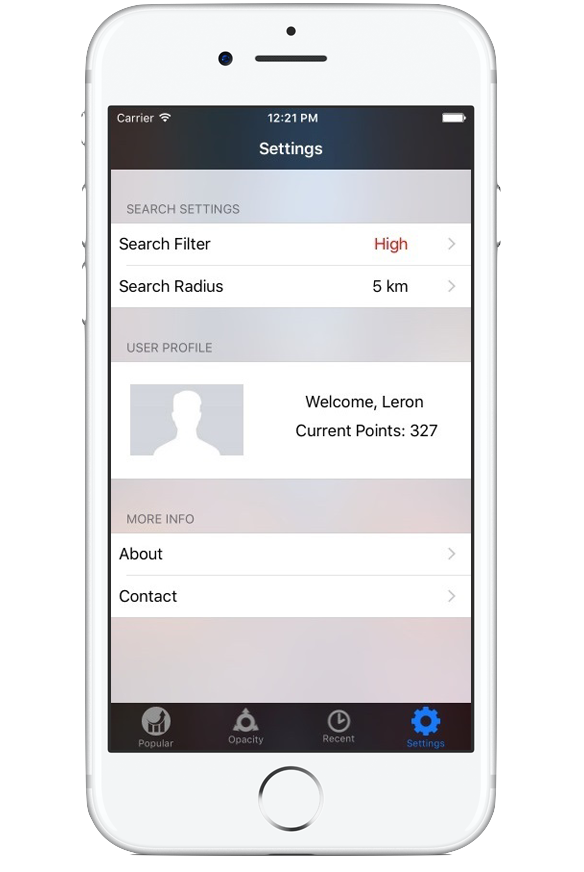 Carrier 12:21 PM
Settings
SEARCH SETTINGS
Search Filter High
Search Radius 5 km
USER PROFILE
Welcome, Leron
Current Points: 327
MORE INFO
About
Contact
Popular Opacity Recent Settings